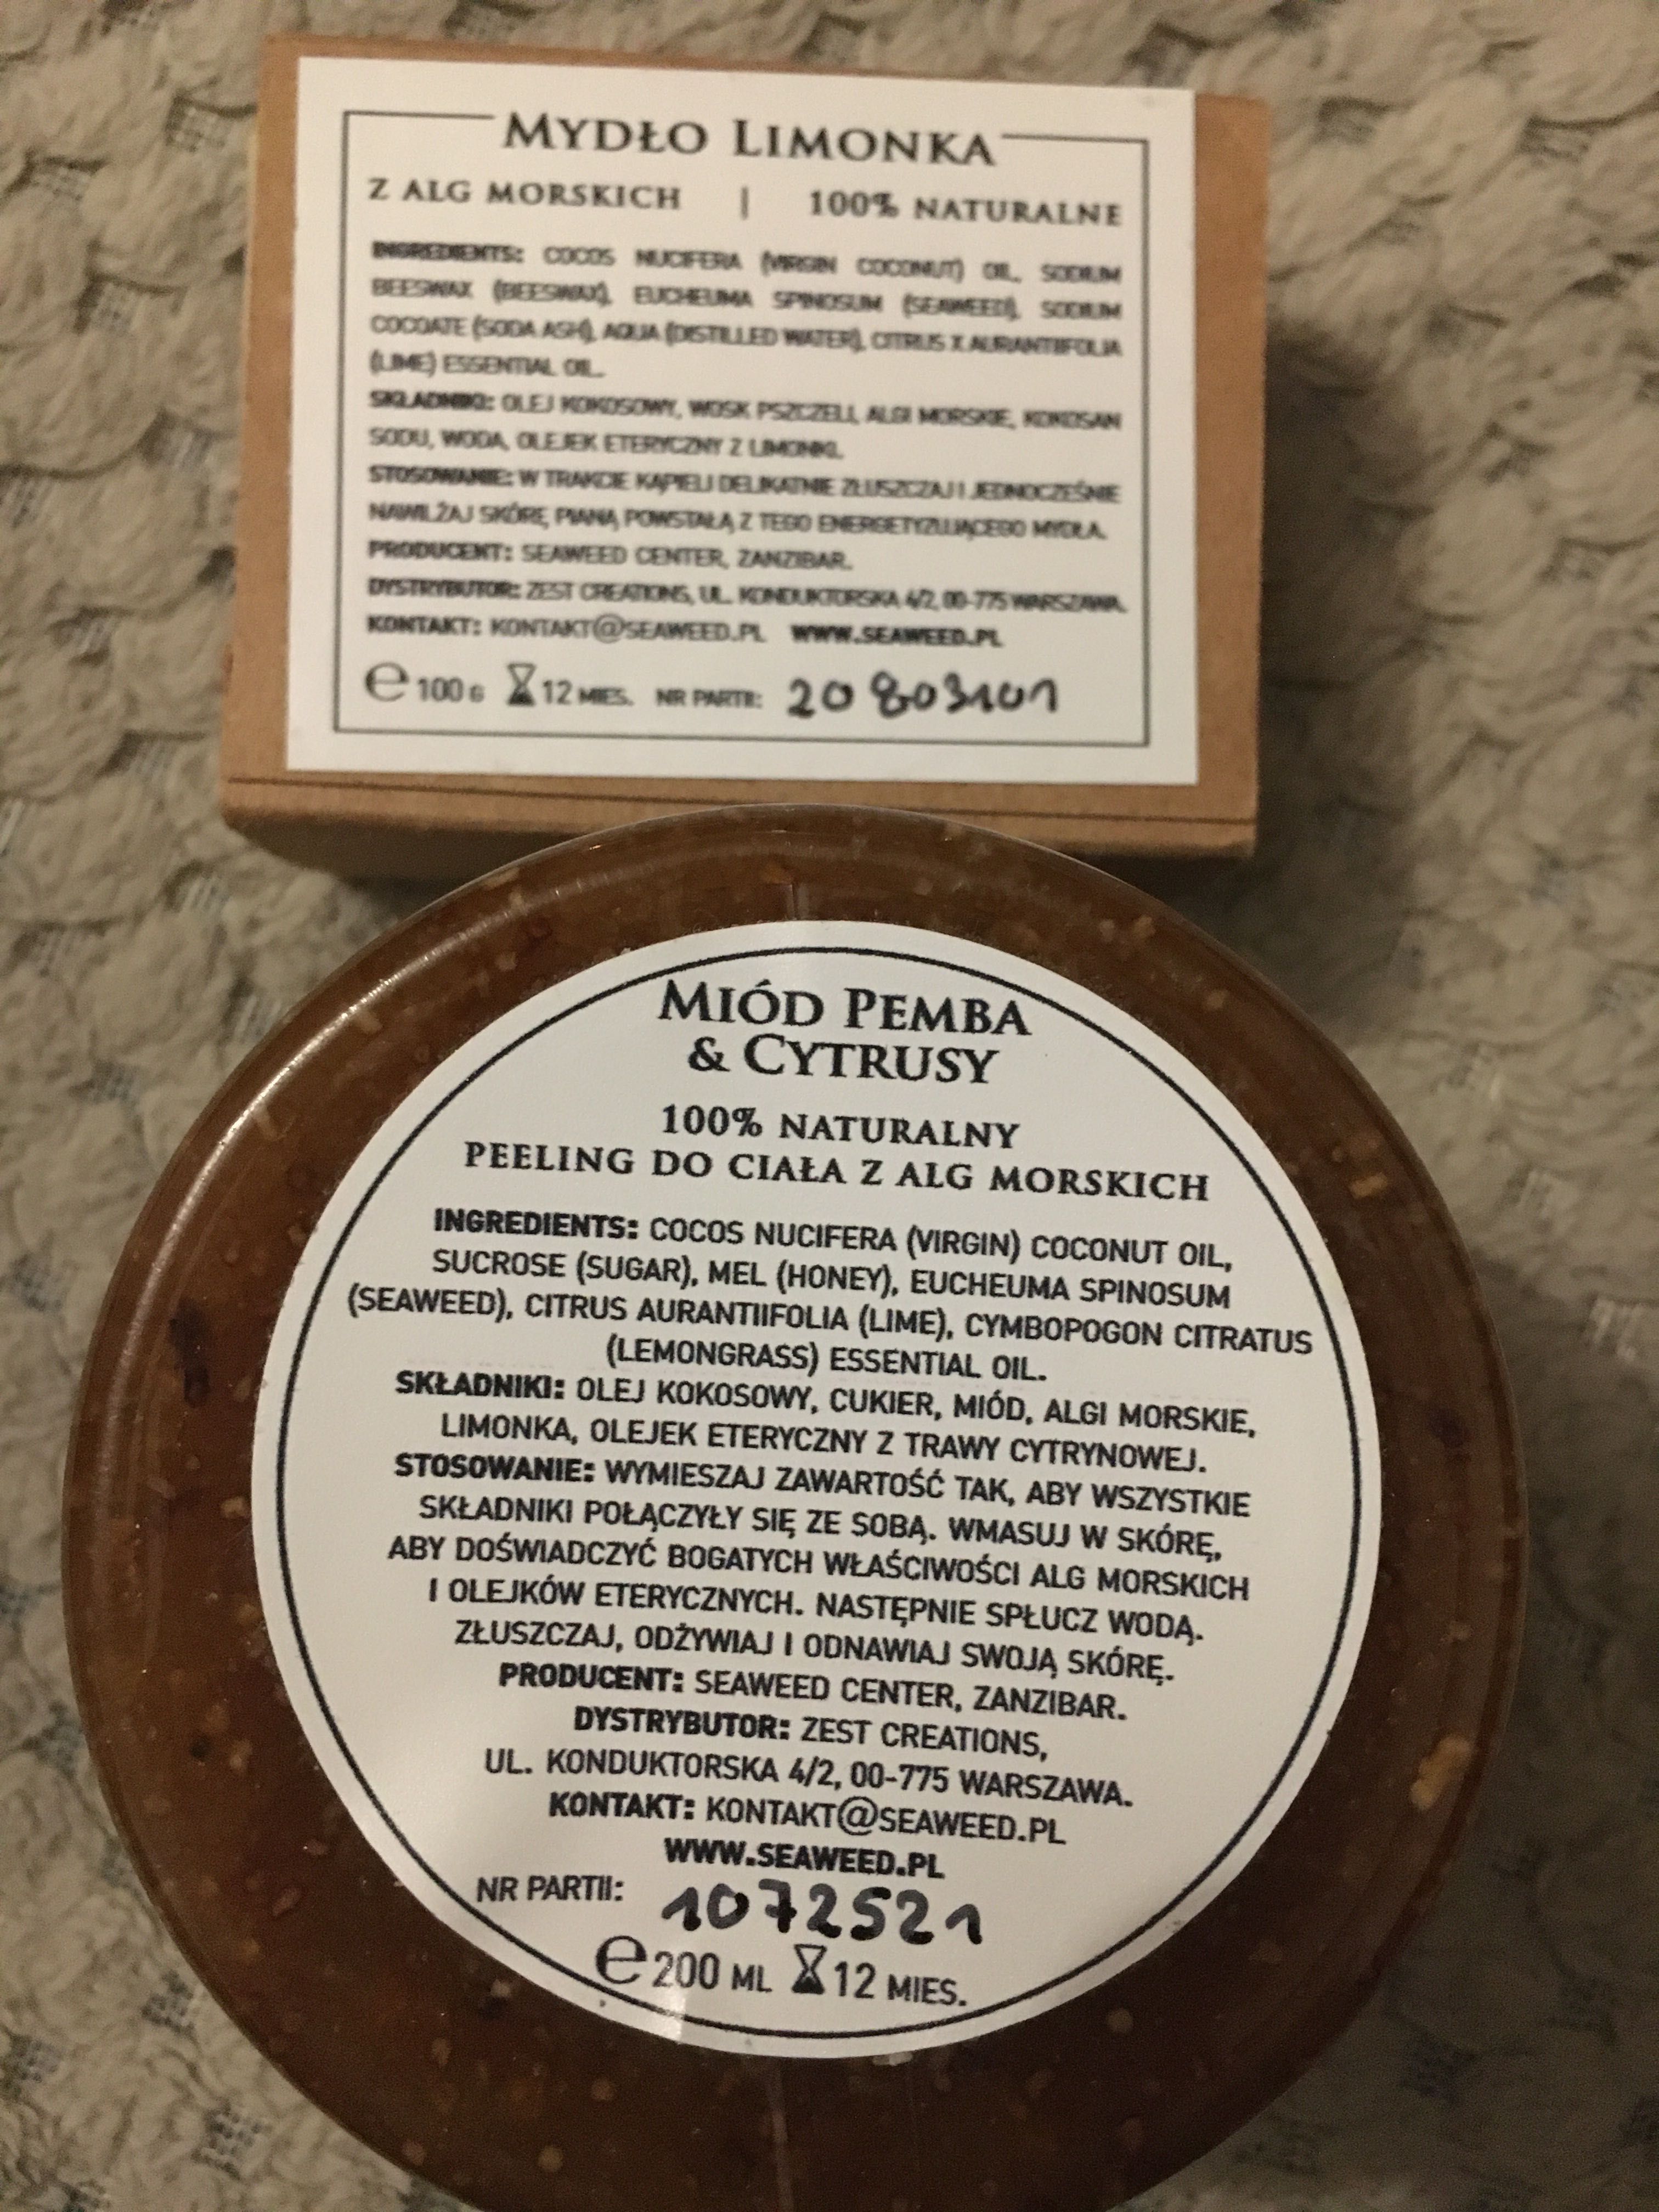 MYDŁO LIMONKA
Z ALG MORSKICH | 100% NATURALNE
INGREDIENTS: COCOS NUCIFERA (VIRGIN COCONUT) OIL, SODIUM
BEESWAX (BEESWAX), EUCHEUMA SPINOSUM (SEAWEED), SODIUM
COCOATE (SODA ASH), AQUA (DISTILLED WATER), CITRUS X AURANTIIFOLIA
(LIME) ESSENTIAL OIL.
SKŁADNIKI: OLEJ KOKOSOWY, WOSK PSZCZELI, ALGI MORSKIE, KOKOSAN
SODU, WODA, OLEJEK ETERYCZNY Z LIMONKI.
STOSOWANIE: W TRAKCIE KĄPIELI DELIKATNIE ZŁUSZCZAJ I JEDNOCZEŚNIE
NAWILŻAJ SKÓRĘ PIANĄ POWSTAŁĄ Z TEGO ENERGETYZUJĄCEGO MYDŁA.
PRODUCENT: SEAWEED CENTER, ZANZIBAR.
DYSTRYBUTOR: ZEST CREATIONS, UL. KONDUKTORSKA 4/2, 00-775 WARSZAWA.
KONTAKT: KONTAKT@SEAWEED.PL WWW.SEAWEED.PL
℮ 100 G 12 MIES. NR PARTII: 20803101
MIÓD PEMBA
& CYTRUSY
100% NATURALNY
PEELING DO CIAŁA Z ALG MORSKICH
INGREDIENTS: COCOS NUCIFERA (VIRGIN) COCONUT OIL,
SUCROSE (SUGAR), MEL (HONEY), EUCHEUMA SPINOSUM
(SEAWEED), CITRUS AURANTIIFOLIA (LIME), CYMBOPOGON CITRATUS
(LEMONGRASS) ESSENTIAL OIL.
SKŁADNIKI: OLEJ KOKOSOWY, CUKIER, MIÓD, ALGI MORSKIE,
LIMONKA, OLEJEK ETERYCZNY Z TRAWY CYTRYNOWEJ.
STOSOWANIE: WYMIESZAJ ZAWARTOŚĆ TAK, ABY WSZYSTKIE
SKŁADNIKI POŁĄCZYŁY SIĘ ZE SOBĄ. WMASUJ W SKÓRĘ,
ABY DOŚWIADCZYĆ BOGATYCH WŁAŚCIWOŚCI ALG MORSKICH
I OLEJKÓW ETERYCZNYCH. NASTĘPNIE SPŁUCZ WODĄ.
ZŁUSZCZAJ, ODŻYWIAJ I ODNAWIAJ SWOJĄ SKÓRĘ.
PRODUCENT: SEAWEED CENTER, ZANZIBAR.
DYSTRYBUTOR: ZEST CREATIONS,
UL. KONDUKTORSKA 4/2, 00-775 WARSZAWA.
KONTAKT: KONTAKT@SEAWEED.PL
WWW.SEAWEED.PL
NR PARTII: 1072521
℮ 200 ML 12 MIES.